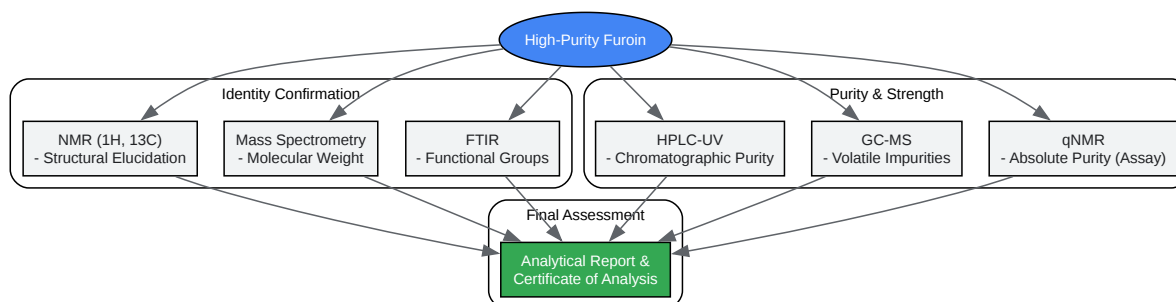 High-Purity Furoin
Identity Confirmation
Purity & Strength
NMR (1H, 13C)
- Structural Elucidation
Mass Spectrometry
- Molecular Weight
FTIR
- Functional Groups
HPLC-UV
- Chromatographic Purity
GC-MS
- Volatile Impurities
qNMR
- Absolute Purity (Assay)
Final Assessment
Analytical Report &
Certificate of Analysis